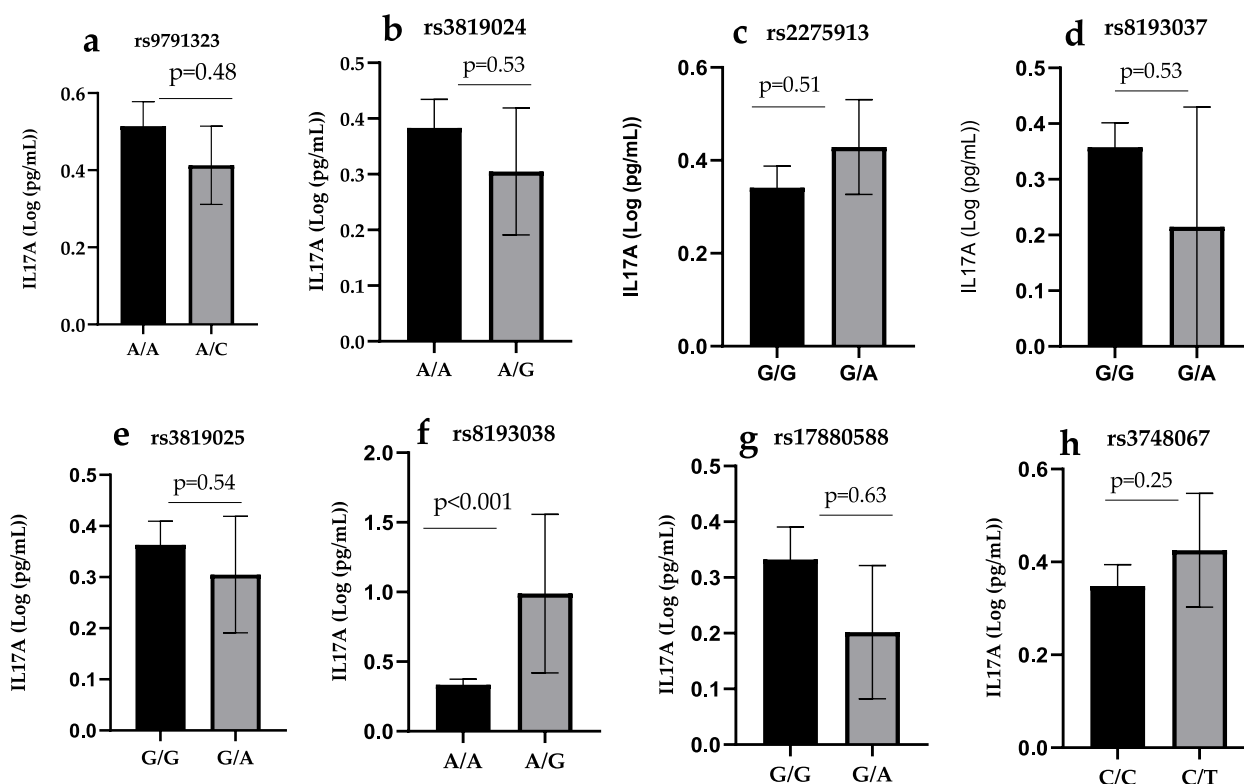 a rs9791323
p=0.48
IL17A (Log (pg/mL))
0.6
0.4
0.2
0.0
A/A A/C
b rs3819024
p=0.53
IL17A (Log (pg/mL))
0.5
0.4
0.3
0.2
0.1
0.0
A/A A/G
c rs2275913
p=0.51
IL17A (Log (pg/mL))
0.6
0.4
0.2
0.0
G/G G/A
d rs8193037
p=0.53
IL17A (Log (pg/mL))
0.5
0.4
0.3
0.2
0.1
0.0
G/G G/A
e rs3819025
p=0.54
IL17A (Log (pg/mL))
0.5
0.4
0.3
0.2
0.1
0.0
G/G G/A
f rs8193038
p<0.001
IL17A (Log (pg/mL))
2.0
1.5
1.0
0.5
0.0
A/A A/G
g rs17880588
p=0.63
IL17A (Log (pg/mL))
0.5
0.4
0.3
0.2
0.1
0.0
G/G G/A
h rs3748067
p=0.25
IL17A (Log (pg/mL))
0.6
0.4
0.2
0.0
C/C C/T